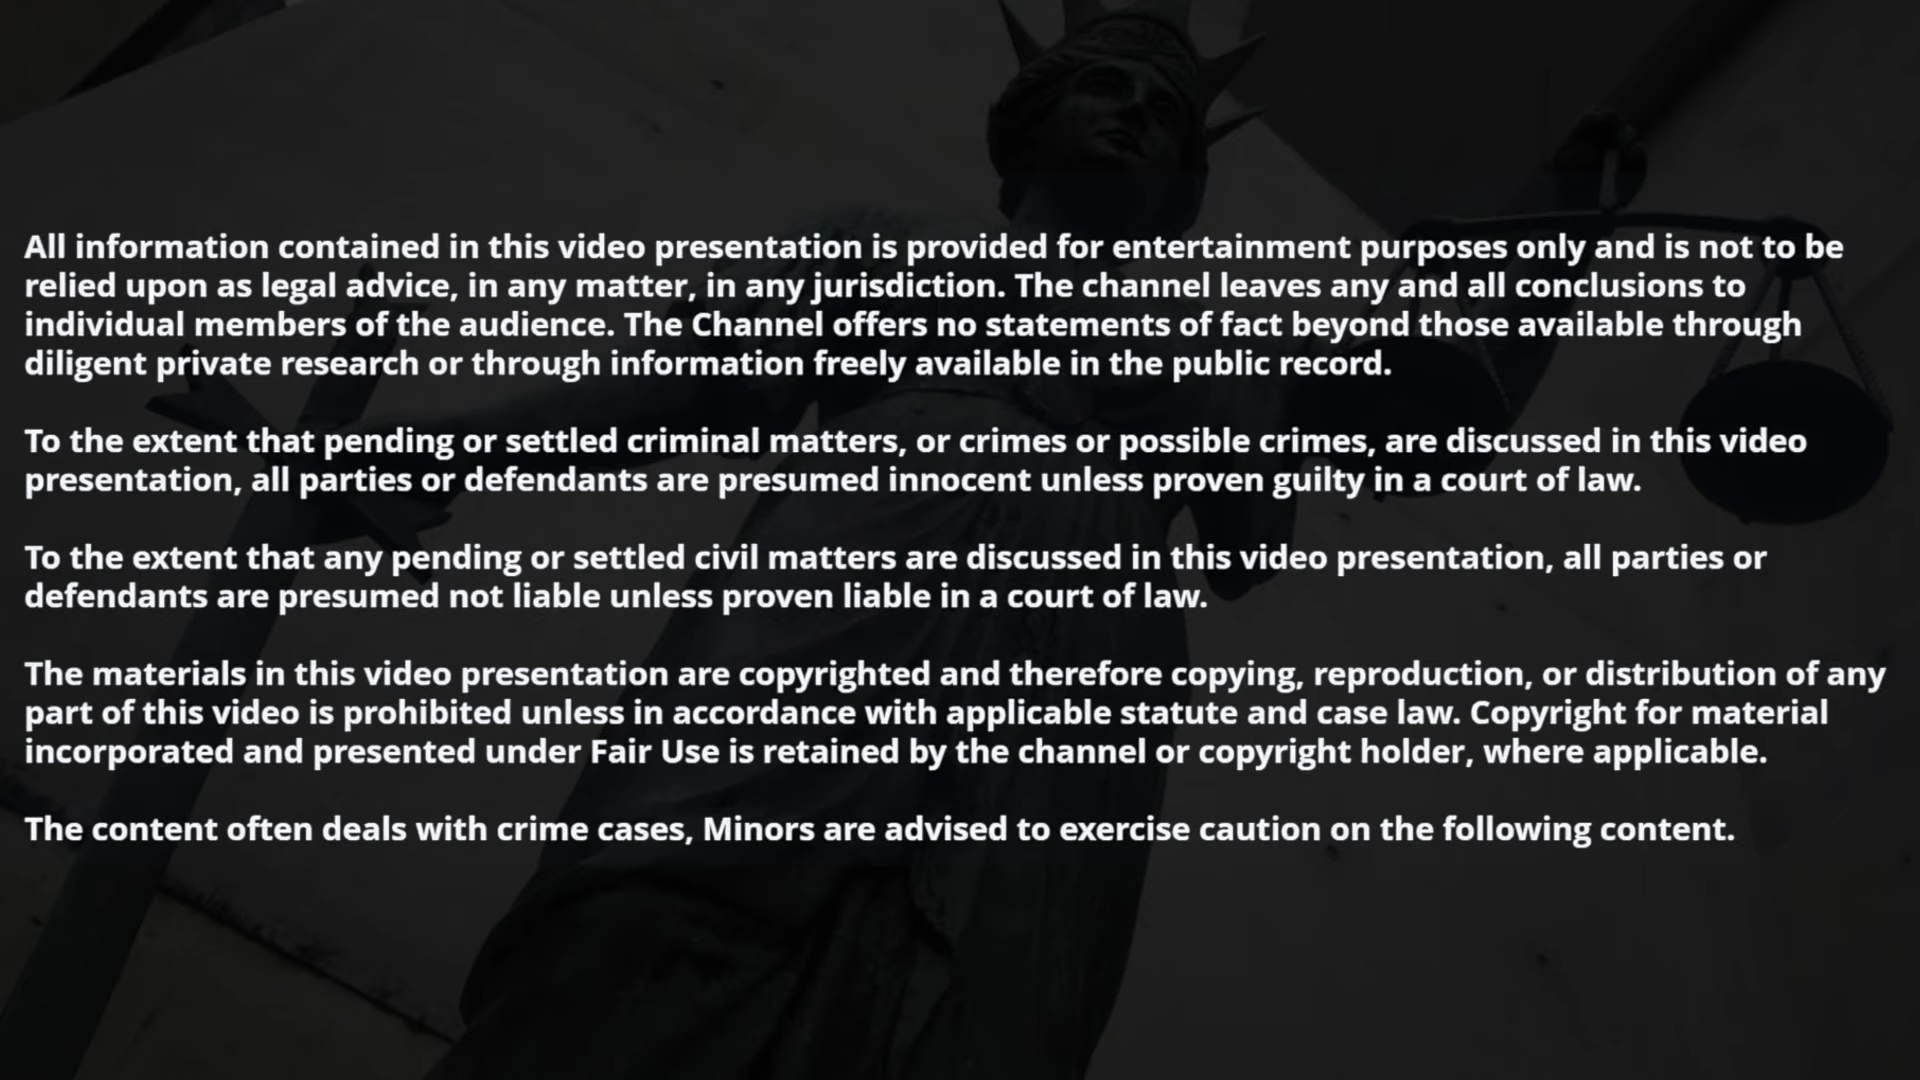 All information contained in this video presentation is provided for entertainment purposes only and is not to be
relied upon as legal advice, in any matter, in any jurisdiction. The channel leaves any and all conclusions to
individual members of the audience. The Channel offers no statements of fact beyond those available through
diligent private research or through information freely available in the public record.
To the extent that pending or settled criminal matters, or crimes or possible crimes, are discussed in this video
presentation, all parties or defendants are presumed innocent unless proven guilty in a court of law.
To the extent that any pending or settled civil matters are discussed in this video presentation, all parties or
defendants are presumed not liable unless proven liable in a court of law.
The materials in this video presentation are copyrighted and therefore copying, reproduction, or distribution of any
part of this video is prohibited unless in accordance with applicable statute and case law. Copyright for material
incorporated and presented under Fair Use is retained by the channel or copyright holder, where applicable.
The content often deals with crime cases, Minors are advised to exercise caution on the following content.